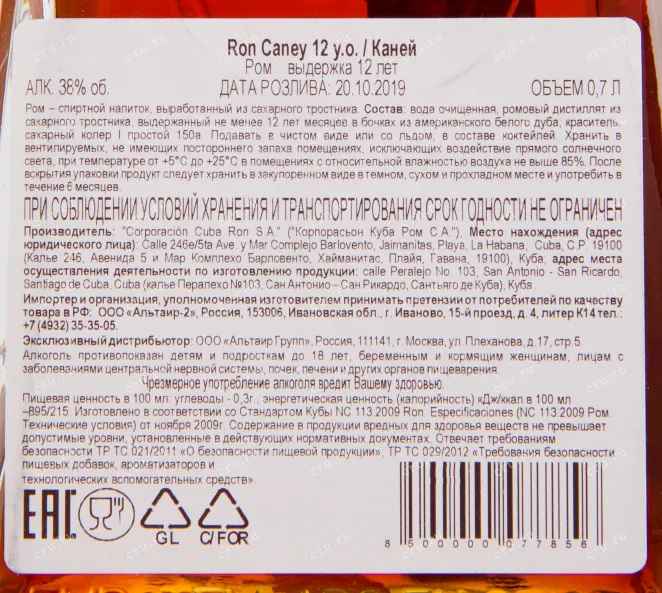 Ron Caney 12 y.o. / Каней
Ром выдержка 12 лет
АЛК. 38% об. ДАТА РОЗЛИВА: 20.10.2019 ОБЪЕМ 0,7 Л
Ром – спиртной напиток, выработанный из сахарного тростника. Состав: вода очищенная, ромовый дистиллят из
сахарного тростника, выдержанный не менее 12 лет месяцев в бочках из американского белого дуба; краситель
сахарный колер I простой 150а. Подавать в чистом виде или со льдом, в составе коктейлей. Хранить в
вентилируемых, не имеющих постороннего запаха помещениях, исключающих воздействие прямого солнечного
света, при температуре от +5°С до +25°С в помещениях с относительной влажностью воздуха не выше 85%. После
вскрытия упаковки продукт следует хранить в закупоренном виде в темном, сухом и прохладном месте и употребить в
течение 6 месяцев.
ПРИ СОБЛЮДЕНИИ УСЛОВИЙ ХРАНЕНИЯ И ТРАНСПОРТИРОВАНИЯ СРОК ГОДНОСТИ НЕ ОГРАНИЧЕН
Производитель: "Corporación Cuba Ron S.A." ("Корпорасьон Куба Ром С.А."). Место нахождения (адрес
юридического лица): Calle 246e/5ta Ave. y Mar Complejo Barlovento, Jaimanitas, Playa, La Habana, Cuba, C.P. 19100
(Калье 246, Авенида 5 и Мар Комплехо Барловенто, Хайманитас, Плайя, Гавана, 19100), Куба; адрес места
осуществления деятельности по изготовлению продукции: calle Peralejo No. 103, San Antonio - San Ricardo,
Santiago de Cuba, Cuba (калье Пералехо №103, Сан Антонио – Сан Рикардо, Сантьяго де Куба), Куба.
Импортер и организация, уполномоченная изготовителем принимать претензии от потребителей по качеству
товара в РФ: ООО «Альтаир-2», Россия, 153006, Ивановская обл., г. Иваново, 15-й проезд, д. 4, литер К14 тел.:
+7 (4932) 35-35-05.
Эксклюзивный дистрибьютор: ООО «Альтаир Групп», Россия, 111141, г. Москва, ул. Плеханова, д.17, стр.5.
Алкоголь противопоказан детям и подросткам до 18 лет, беременным и кормящим женщинам, лицам с
заболеваниями центральной нервной системы, почек, печени и других органов пищеварения.
Чрезмерное употребление алкоголя вредит Вашему здоровью.
Пищевая ценность в 100 мл: углеводы - 0,3г.; энергетическая ценность (калорийность) кДж/ккал в 100 мл
–895/215. Изготовлено в соответствии со Стандартом Кубы NC 113:2009 Ron. Especificaciones (NC 113:2009 Ром.
Технические условия) от ноября 2009г. Содержание в продукции вредных для здоровья веществ не превышает
допустимые уровни, установленные в действующих нормативных документах. Отвечает требованиям
безопасности ТР ТС 021/2011 «О безопасности пищевой продукции»; ТР ТС 029/2012 «Требования безопасности
пищевых добавок, ароматизаторов и
технологических вспомогательных средств».
EAC
GL C/FOR
8 500000 077856